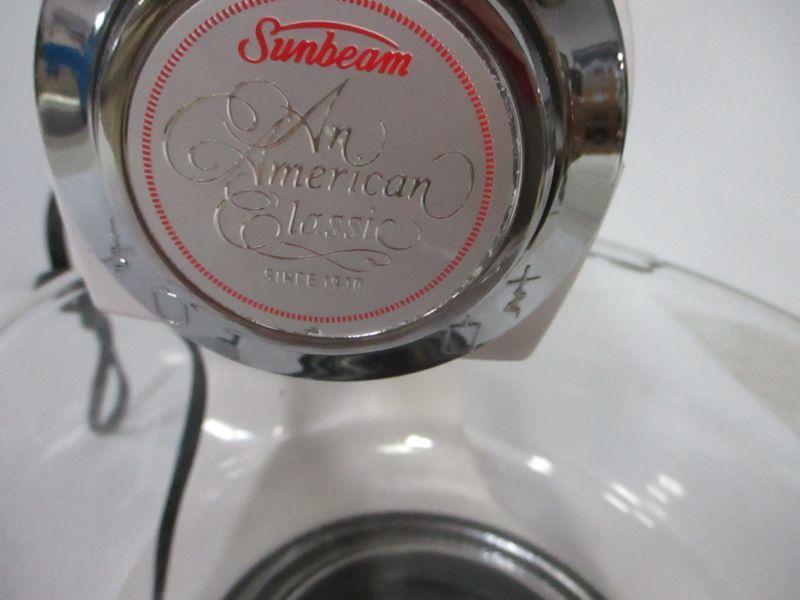 Sunbeam
An
American
Classic
SINCE 1910